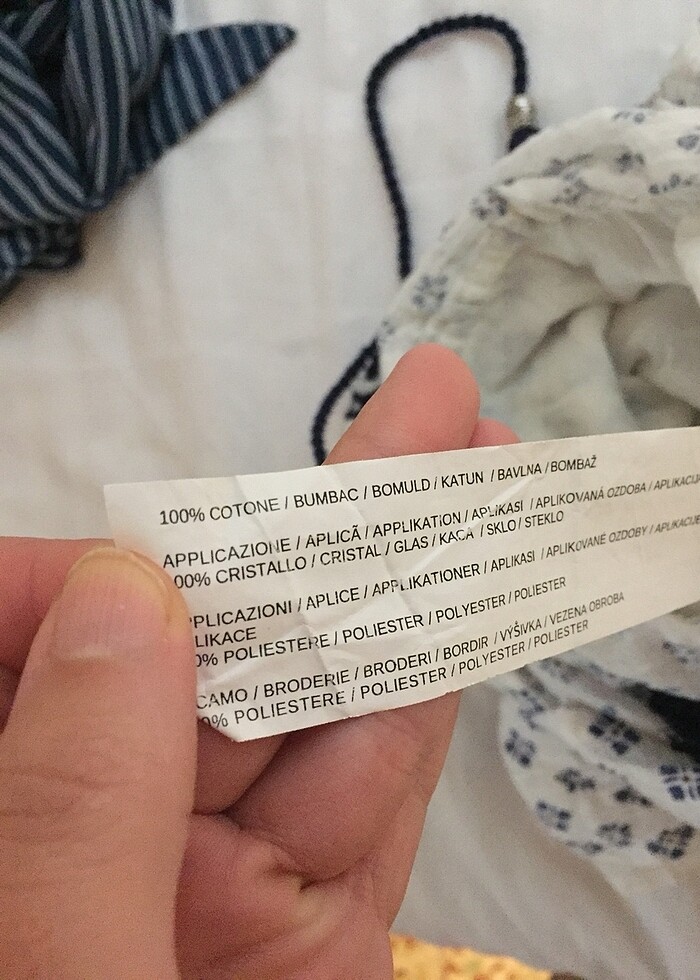 100% COTONE / BUMBAC / BOMULD / KATUN / BAVLNA / BOMBAŽ
APPLICAZIONE / APLICĂ / APPLIKATION / APLIKASI / APLIKOVANÁ OZDOBA / APLIKACIJA
00% CRISTALLO / CRISTAL / GLAS / KACA / SKLO / STEKLO
PPLICAZIONI / APLICE / APPLIKATIONER / APLIKASI / APLIKOVANÉ OZDOBY / APLIKACIJE
LIKACE
0% POLIESTERE / POLIESTER / POLYESTER / POLIESTER
CAMO / BRODERIE / BRODERI / BORDIR / VÝŠIVKA / VEZENA OBROBA
0% POLIESTERE / POLIESTER / POLYESTER / POLIESTER